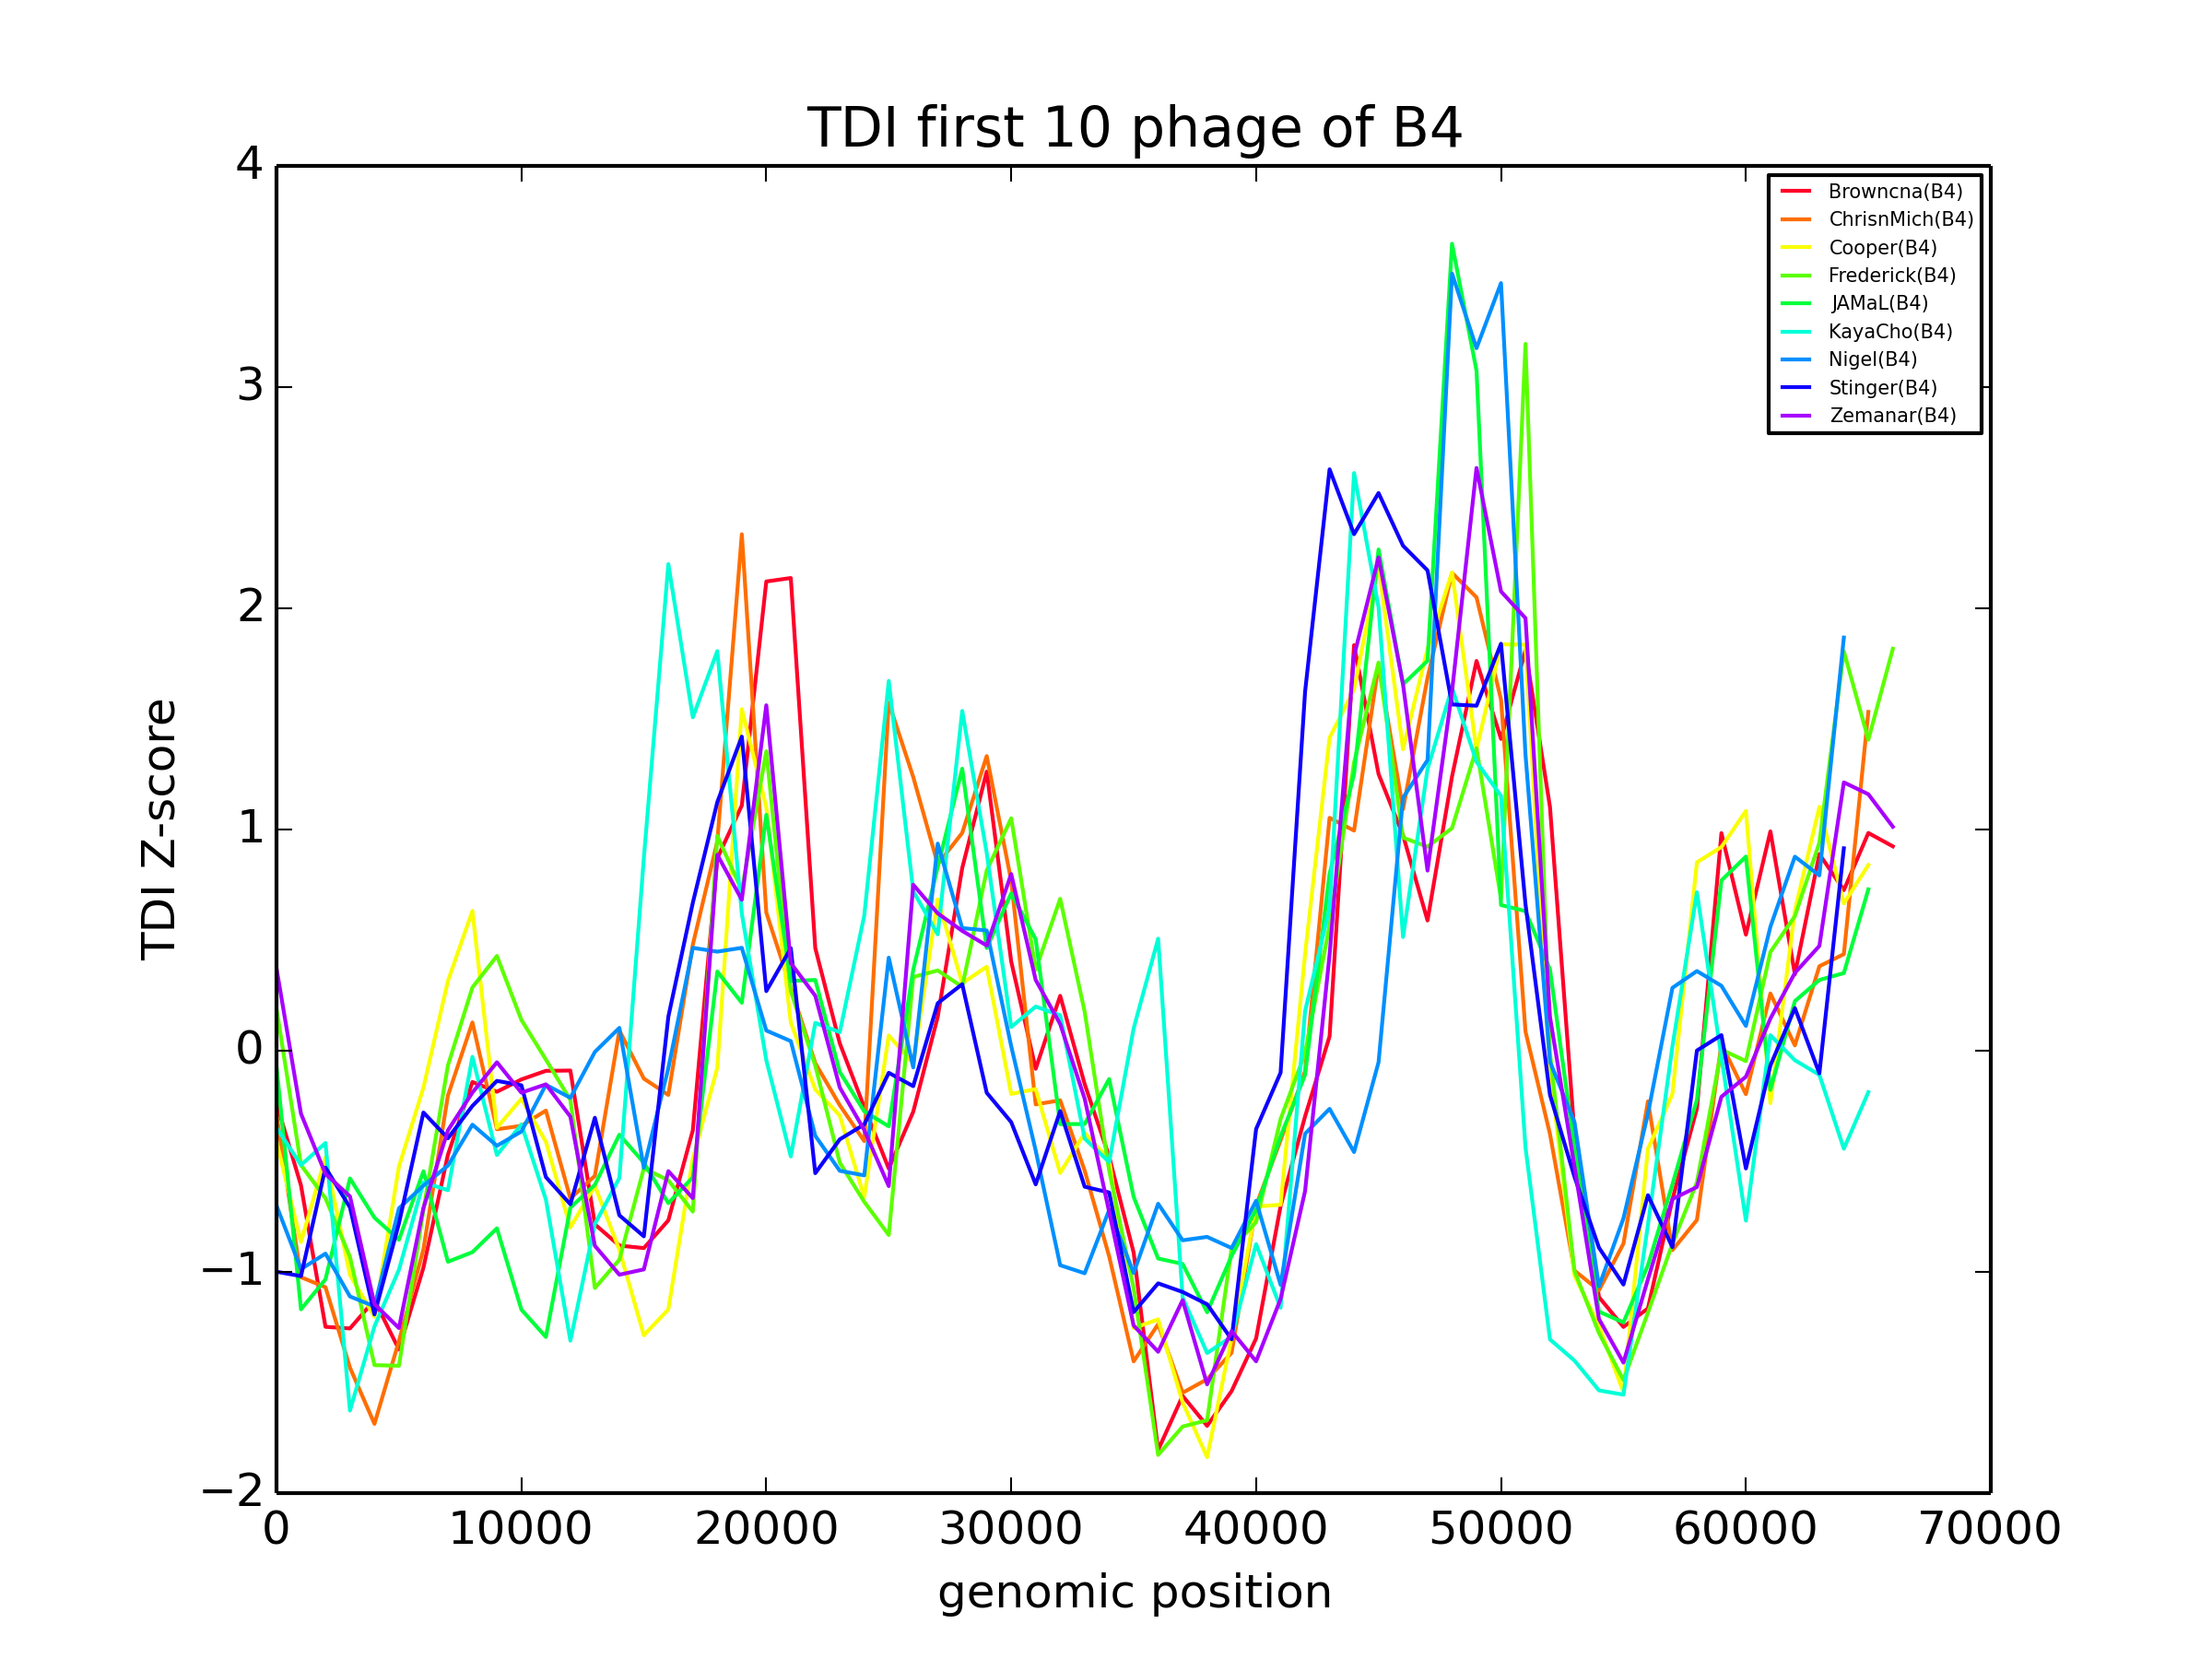 TDI first 10 phage of B4
4
3
2
1
0
−1
−2
TDI Z-score
Browncna(B4)
ChrisnMich(B4)
Cooper(B4)
Frederick(B4)
JAMaL(B4)
KayaCho(B4)
Nigel(B4)
Stinger(B4)
Zemanar(B4)
0 10000 20000 30000 40000 50000 60000 70000
genomic position